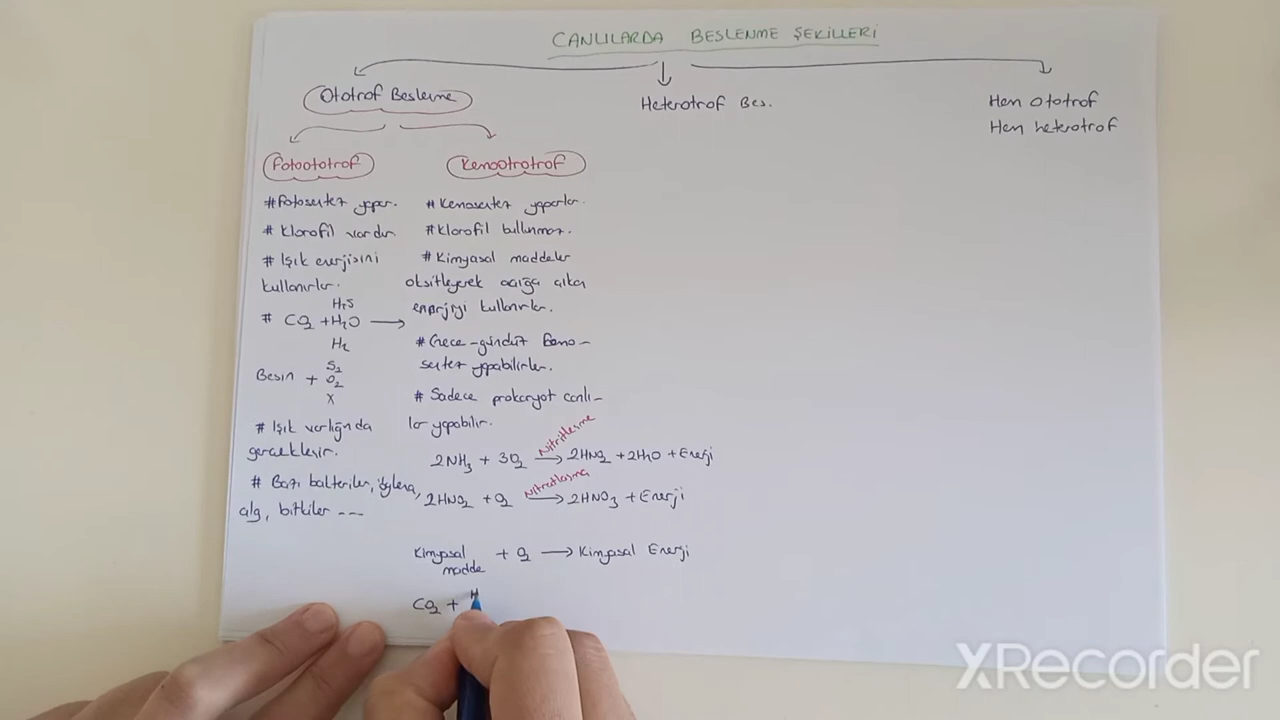 CANLILARDA BESLENME ŞEKİLLERİ
Ototrof Beslenme
Heterotrof Bes.
Hem ototrof
Hem heterotrof
Fotoototrof
# Fotosentez yapar.
# Klorofil vardır
# Işık enerjisini
kullanırlar.
H₂S
# CO₂ + H₂O →
H₂
S₂
Besin + O₂
X
# Işık varlığında
gerçekleşir.
# Bazı bakteriler, öglena,
alg, bitkiler ---
Kemoototrof
# Kemosentez yaparlar.
# Klorofil bulunmaz.
# Kimyasal maddeler
oksitleyerek açığa çıkan
enerjiyi kullanırlar.
# Gece-gündüz kemo-
sentez yapabilirler.
# Sadece prokaryot canlı-
lar yapabilir.
Nitritleşme
2NH₃ + 3O₂ → 2HNO₂ + 2H₂O + Enerji
Nitratlaşma
2HNO₂ + O₂ → 2HNO₃ + Enerji
Kimyasal madde + O₂ → Kimyasal Enerji
CO₂ + H
XRecorder